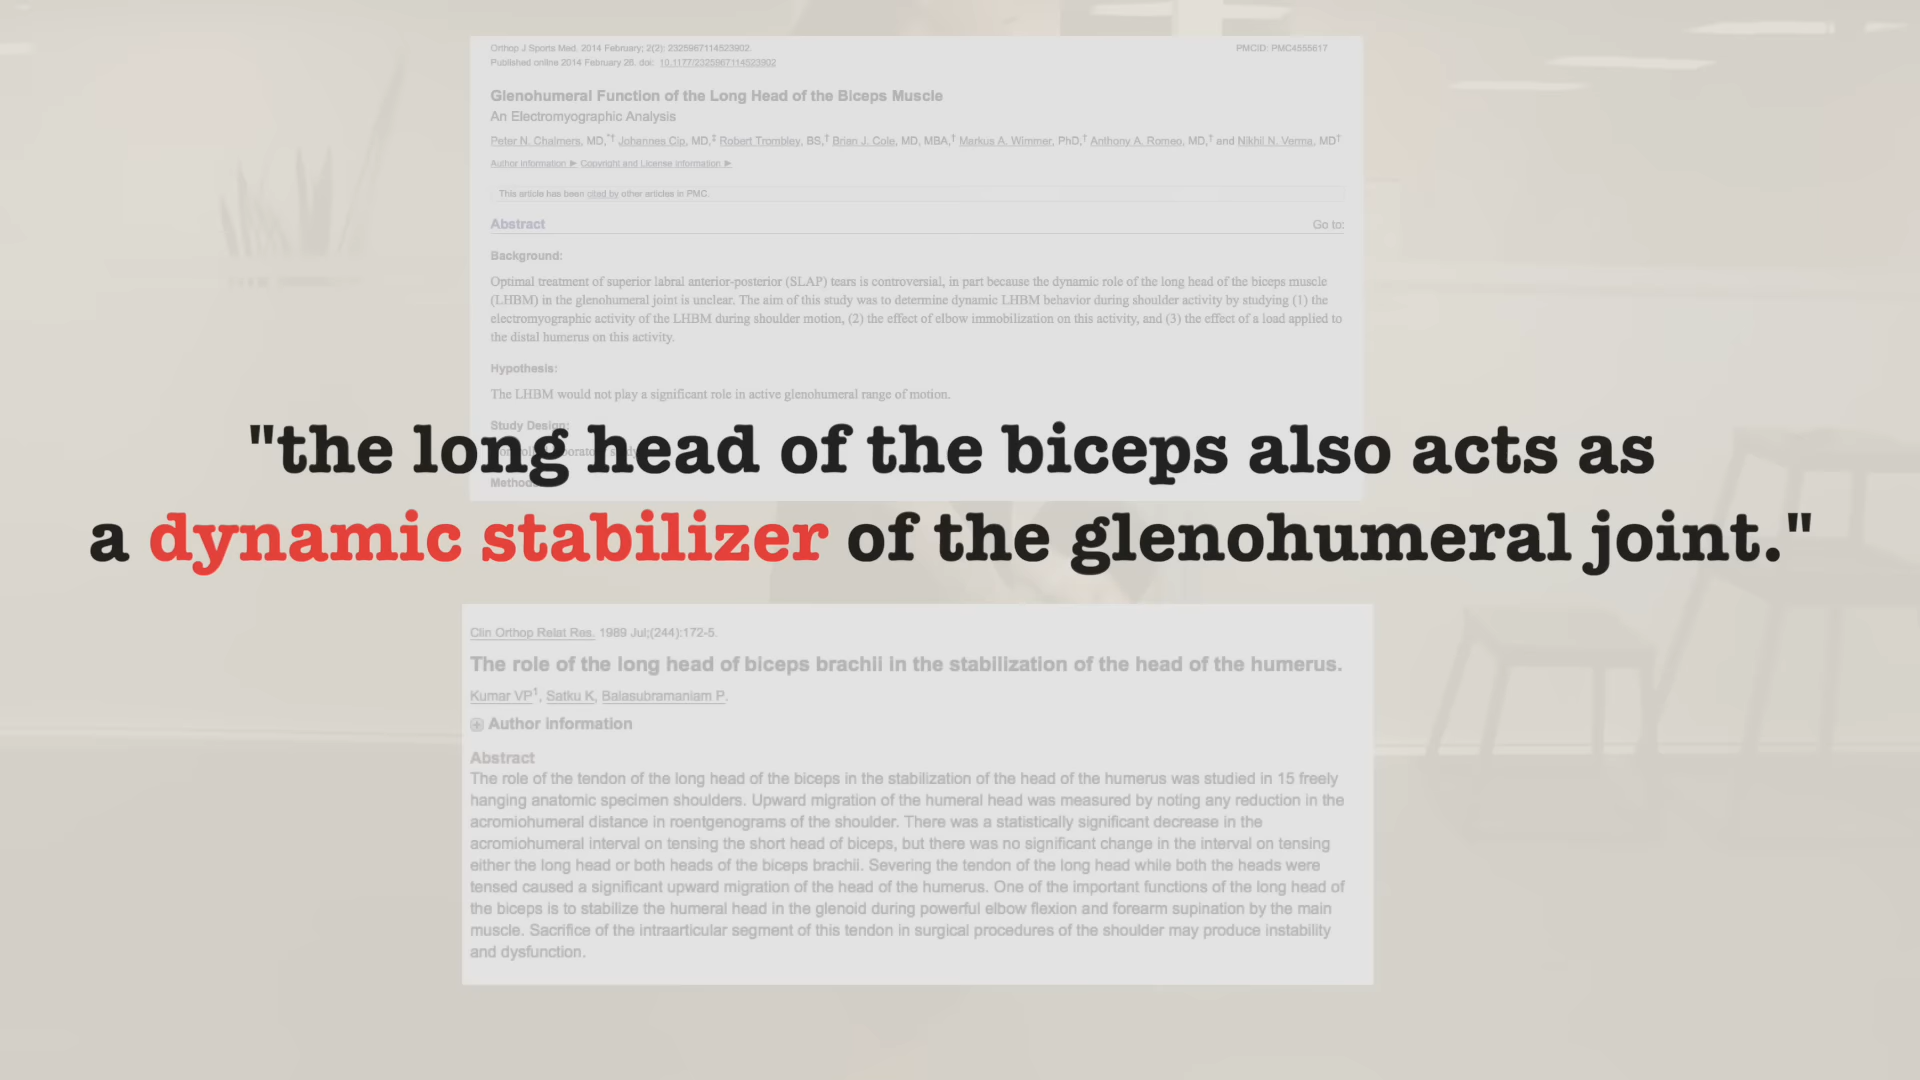 Orthop J Sports Med. 2014 February; 2(2): 2325967114523902.
PMCID: PMC4555617
Published online 2014 February 26. doi: 10.1177/2325967114523902
Glenohumeral Function of the Long Head of the Biceps Muscle
An Electromyographic Analysis
Peter N. Chalmers, MD,*† Johannes Cip, MD,‡ Robert Trombley, BS,† Brian J. Cole, MD, MBA,† Markus A. Wimmer, PhD,† Anthony A. Romeo, MD,† and Nikhil N. Verma, MD†
Author information ► Copyright and License information ►
This article has been cited by other articles in PMC.
Abstract
Go to:
Background:
Optimal treatment of superior labral anterior-posterior (SLAP) tears is controversial, in part because the dynamic role of the long head of the biceps muscle
(LHBM) in the glenohumeral joint is unclear. The aim of this study was to determine dynamic LHBM behavior during shoulder activity by studying (1) the
electromyographic activity of the LHBM during shoulder motion, (2) the effect of elbow immobilization on this activity, and (3) the effect of a load applied to
the distal humerus on this activity.
Hypothesis:
The LHBM would not play a significant role in active glenohumeral range of motion.
Study Design:
"the long head of the biceps also acts as
a dynamic stabilizer of the glenohumeral joint."
Clin Orthop Relat Res. 1989 Jul;(244):172-5.
The role of the long head of biceps brachii in the stabilization of the head of the humerus.
Kumar VP1, Satku K, Balasubramaniam P.
Author information
Abstract
The role of the tendon of the long head of the biceps in the stabilization of the head of the humerus was studied in 15 freely
hanging anatomic specimen shoulders. Upward migration of the humeral head was measured by noting any reduction in the
acromiohumeral distance in roentgenograms of the shoulder. There was a statistically significant decrease in the
acromiohumeral interval on tensing the short head of biceps, but there was no significant change in the interval on tensing
either the long head or both heads of the biceps brachii. Severing the tendon of the long head while both the heads were
tensed caused a significant upward migration of the head of the humerus. One of the important functions of the long head of
the biceps is to stabilize the humeral head in the glenoid during powerful elbow flexion and forearm supination by the main
muscle. Sacrifice of the intraarticular segment of this tendon in surgical procedures of the shoulder may produce instability
and dysfunction.